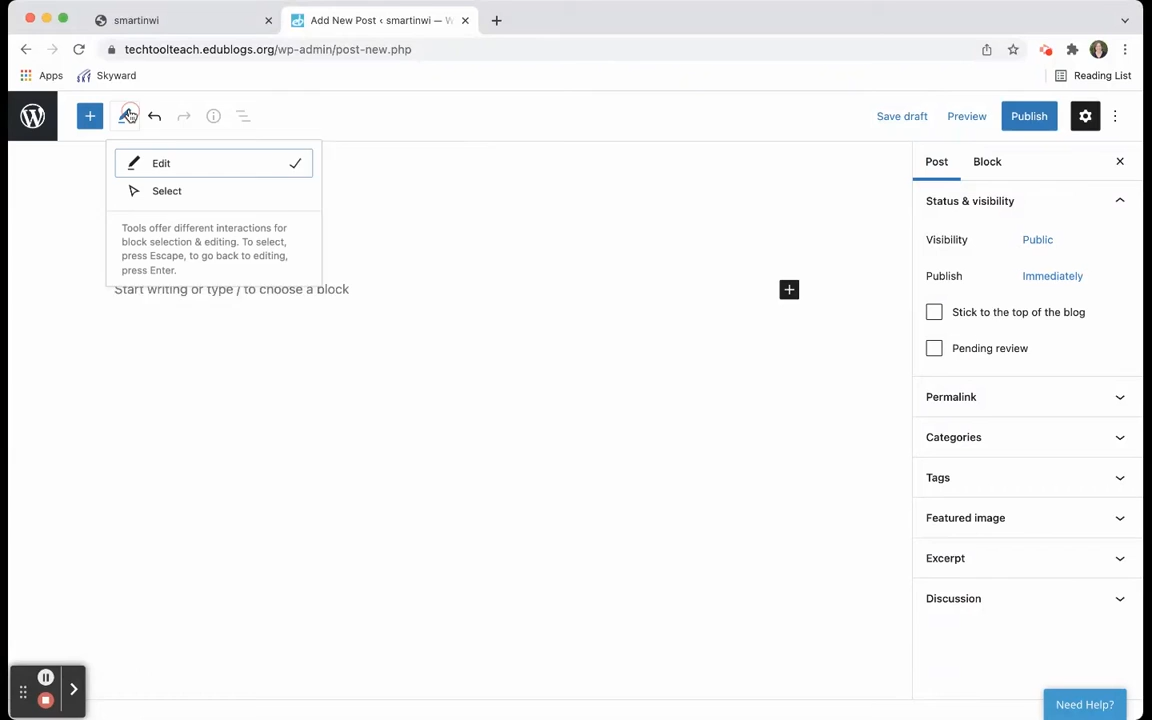 smartinwi
Add New Post ‹ smartinwi — W
techtoolteach.edublogs.org/wp-admin/post-new.php
Apps
Skyward
Reading List
Save draft
Preview
Publish
Edit
Select
Tools offer different interactions for
block selection & editing. To select,
press Escape, to go back to editing,
press Enter.
Start writing or type / to choose a block
Post
Block
Status & visibility
Visibility
Public
Publish
Immediately
Stick to the top of the blog
Pending review
Permalink
Categories
Tags
Featured image
Excerpt
Discussion
Need Help?